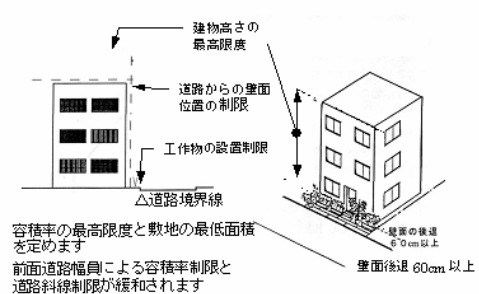 建物高さの
最高限度
道路からの壁面
位置の制限
工作物の設置制限
△道路境界線
容積率の最高限度と敷地の最低面積
を定めます
前面道路幅員による容積率制限と
道路斜線制限が緩和されます
壁面の後退
60cm以上
壁面後退60cm以上